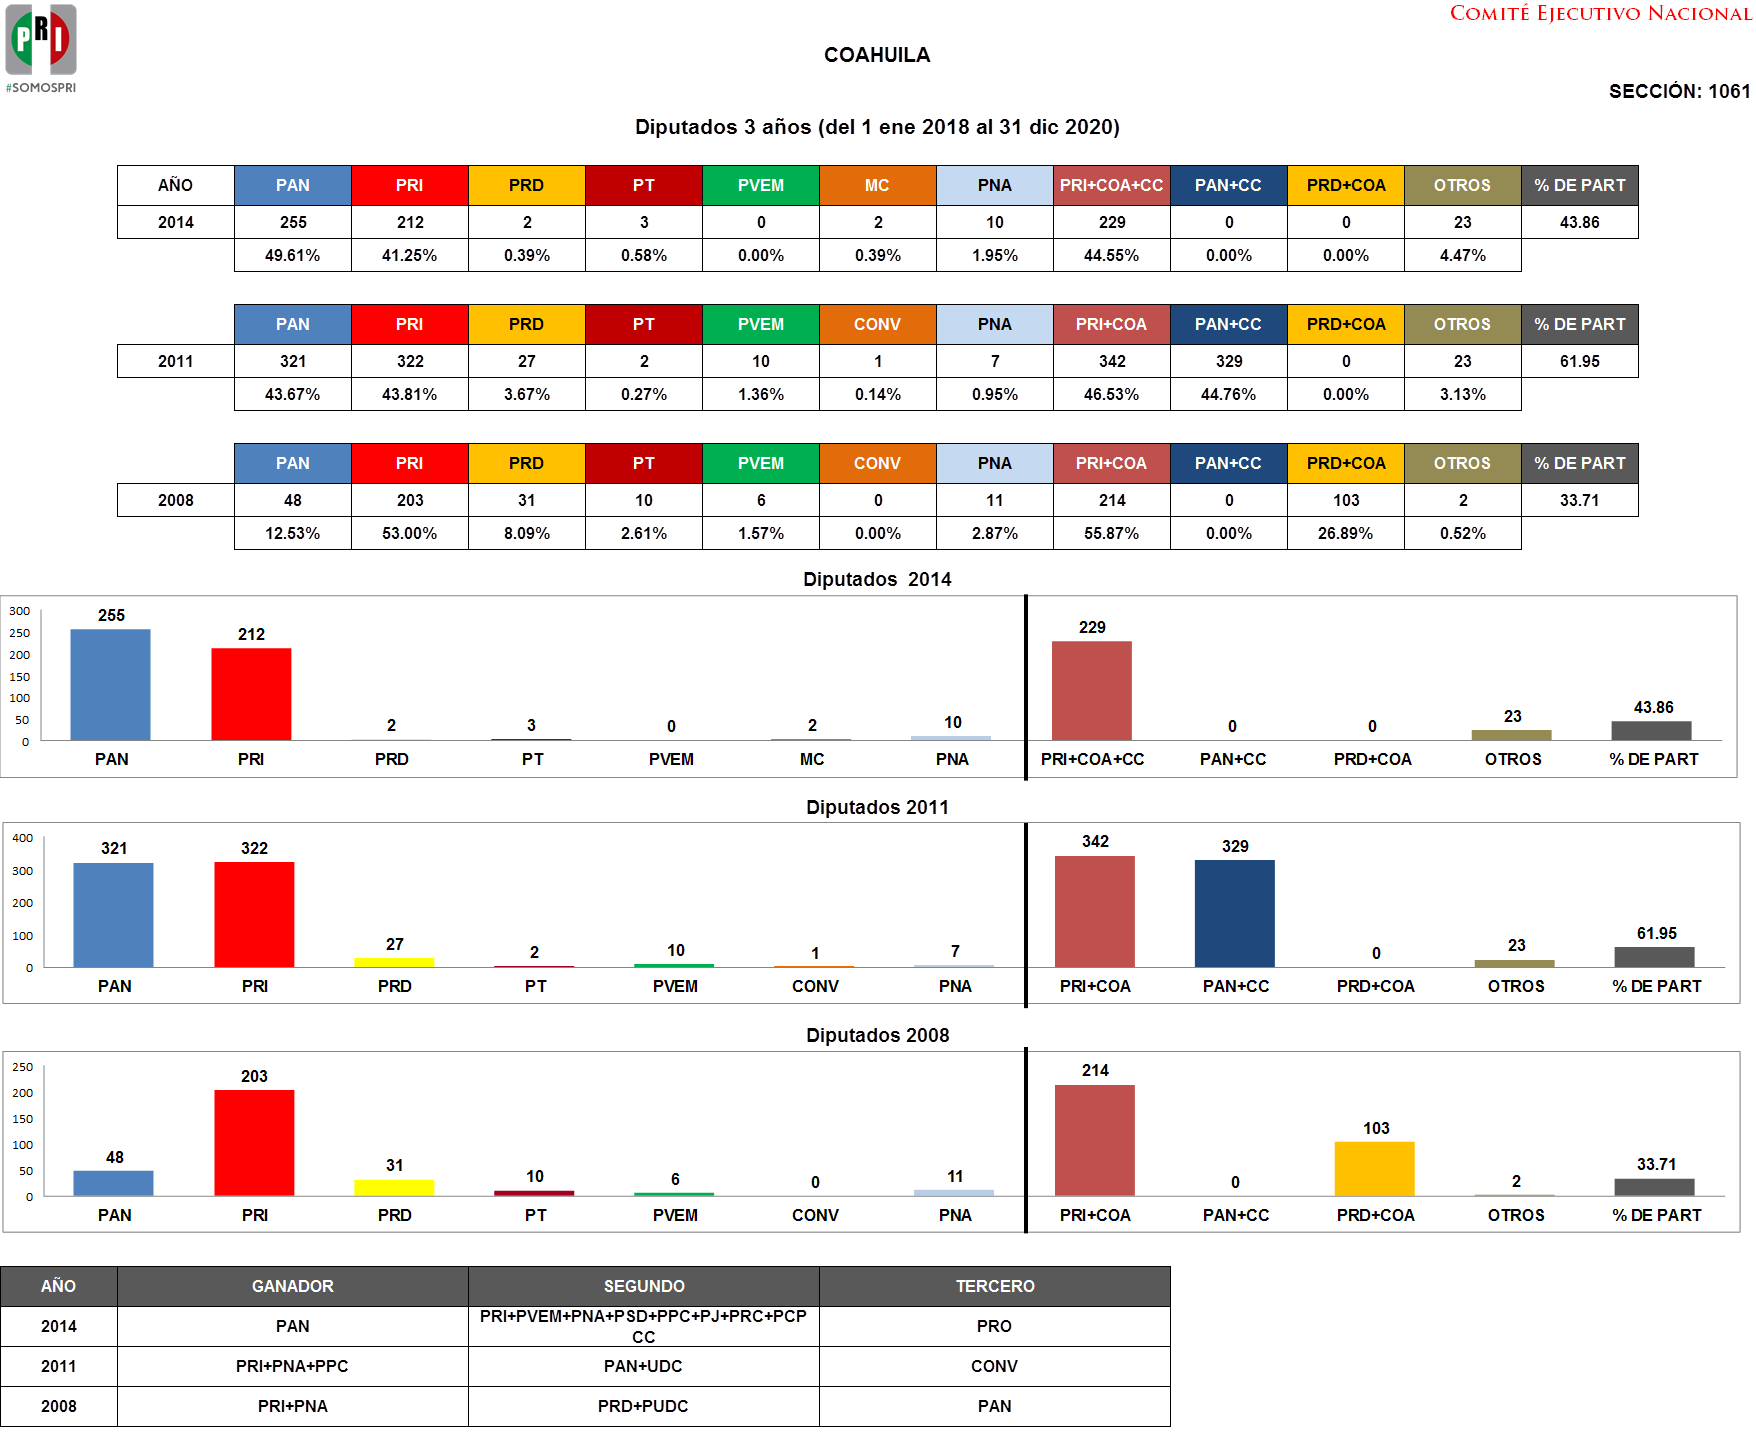 PRI
#SOMOSPRI
COMITÉ EJECUTIVO NACIONAL
COAHUILA
SECCIÓN: 1061
Diputados 3 años (del 1 ene 2018 al 31 dic 2020)
AÑO PAN PRI PRD PT PVEM MC PNA PRI+COA+CC PAN+CC PRD+COA OTROS % DE PART
2014 255 212 2 3 0 2 10 229 0 0 23 43.86
49.61% 41.25% 0.39% 0.58% 0.00% 0.39% 1.95% 44.55% 0.00% 0.00% 4.47%
PAN PRI PRD PT PVEM CONV PNA PRI+COA PAN+CC PRD+COA OTROS % DE PART
2011 321 322 27 2 10 1 7 342 329 0 23 61.95
43.67% 43.81% 3.67% 0.27% 1.36% 0.14% 0.95% 46.53% 44.76% 0.00% 3.13%
PAN PRI PRD PT PVEM CONV PNA PRI+COA PAN+CC PRD+COA OTROS % DE PART
2008 48 203 31 10 6 0 11 214 0 103 2 33.71
12.53% 53.00% 8.09% 2.61% 1.57% 0.00% 2.87% 55.87% 0.00% 26.89% 0.52%
Diputados 2014
300
250
200
150
100
50
0
255 212 2 3 0 2 10 229 0 0 23 43.86
PAN PRI PRD PT PVEM MC PNA PRI+COA+CC PAN+CC PRD+COA OTROS % DE PART
Diputados 2011
400
300
200
100
0
321 322 27 2 10 1 7 342 329 0 23 61.95
PAN PRI PRD PT PVEM CONV PNA PRI+COA PAN+CC PRD+COA OTROS % DE PART
Diputados 2008
250
200
150
100
50
0
48 203 31 10 6 0 11 214 0 103 2 33.71
PAN PRI PRD PT PVEM CONV PNA PRI+COA PAN+CC PRD+COA OTROS % DE PART
AÑO GANADOR SEGUNDO TERCERO
2014 PAN PRI+PVEM+PNA+PSD+PPC+PJ+PRC+PCP
CC PRO
2011 PRI+PNA+PPC PAN+UDC CONV
2008 PRI+PNA PRD+PUDC PAN